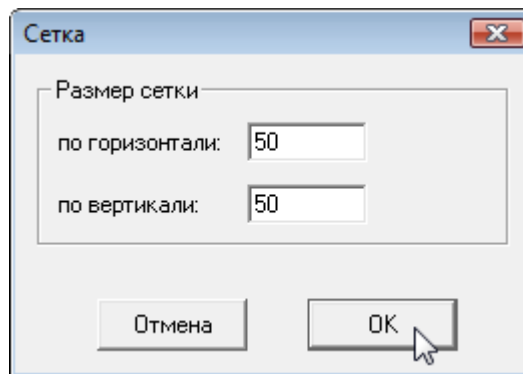 Сетка
Размер сетки
по горизонтали: 50
по вертикали: 50
Отмена OK